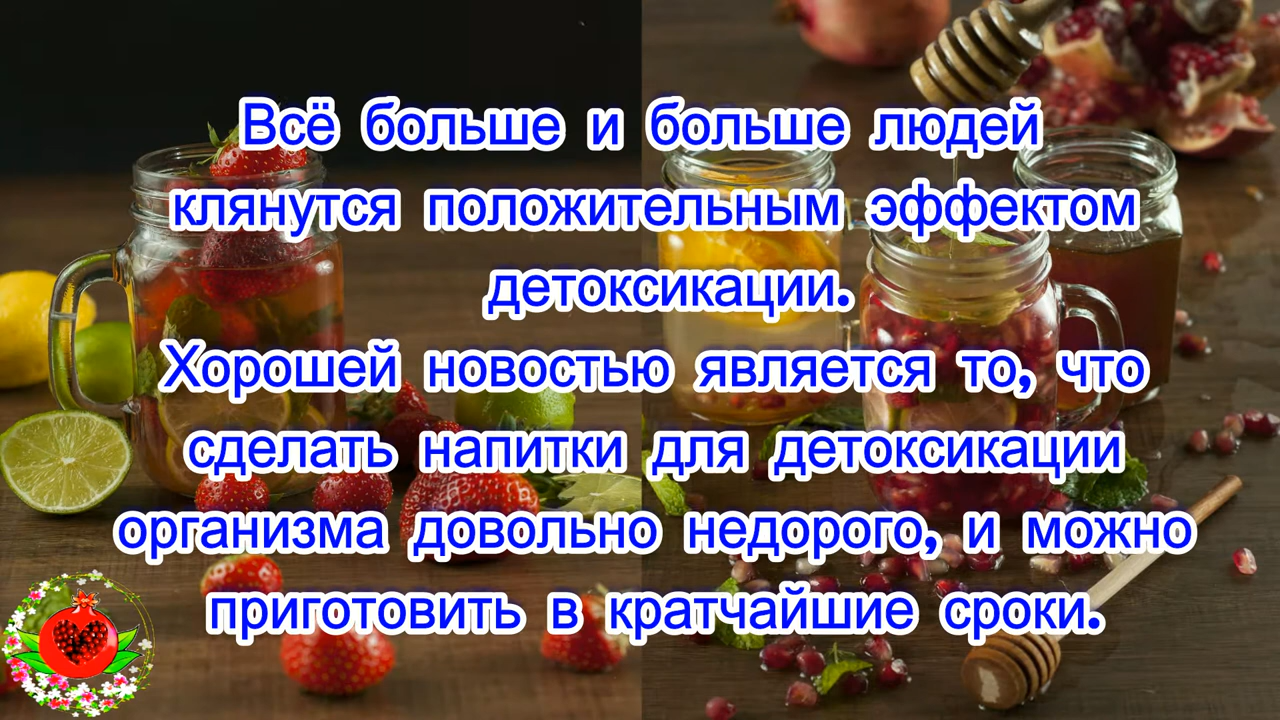 Всё больше и больше людей
клянутся положительным эффектом
детоксикации.
Хорошей новостью является то, что
сделать напитки для детоксикации
организма довольно недорого, и можно
приготовить в кратчайшие сроки.